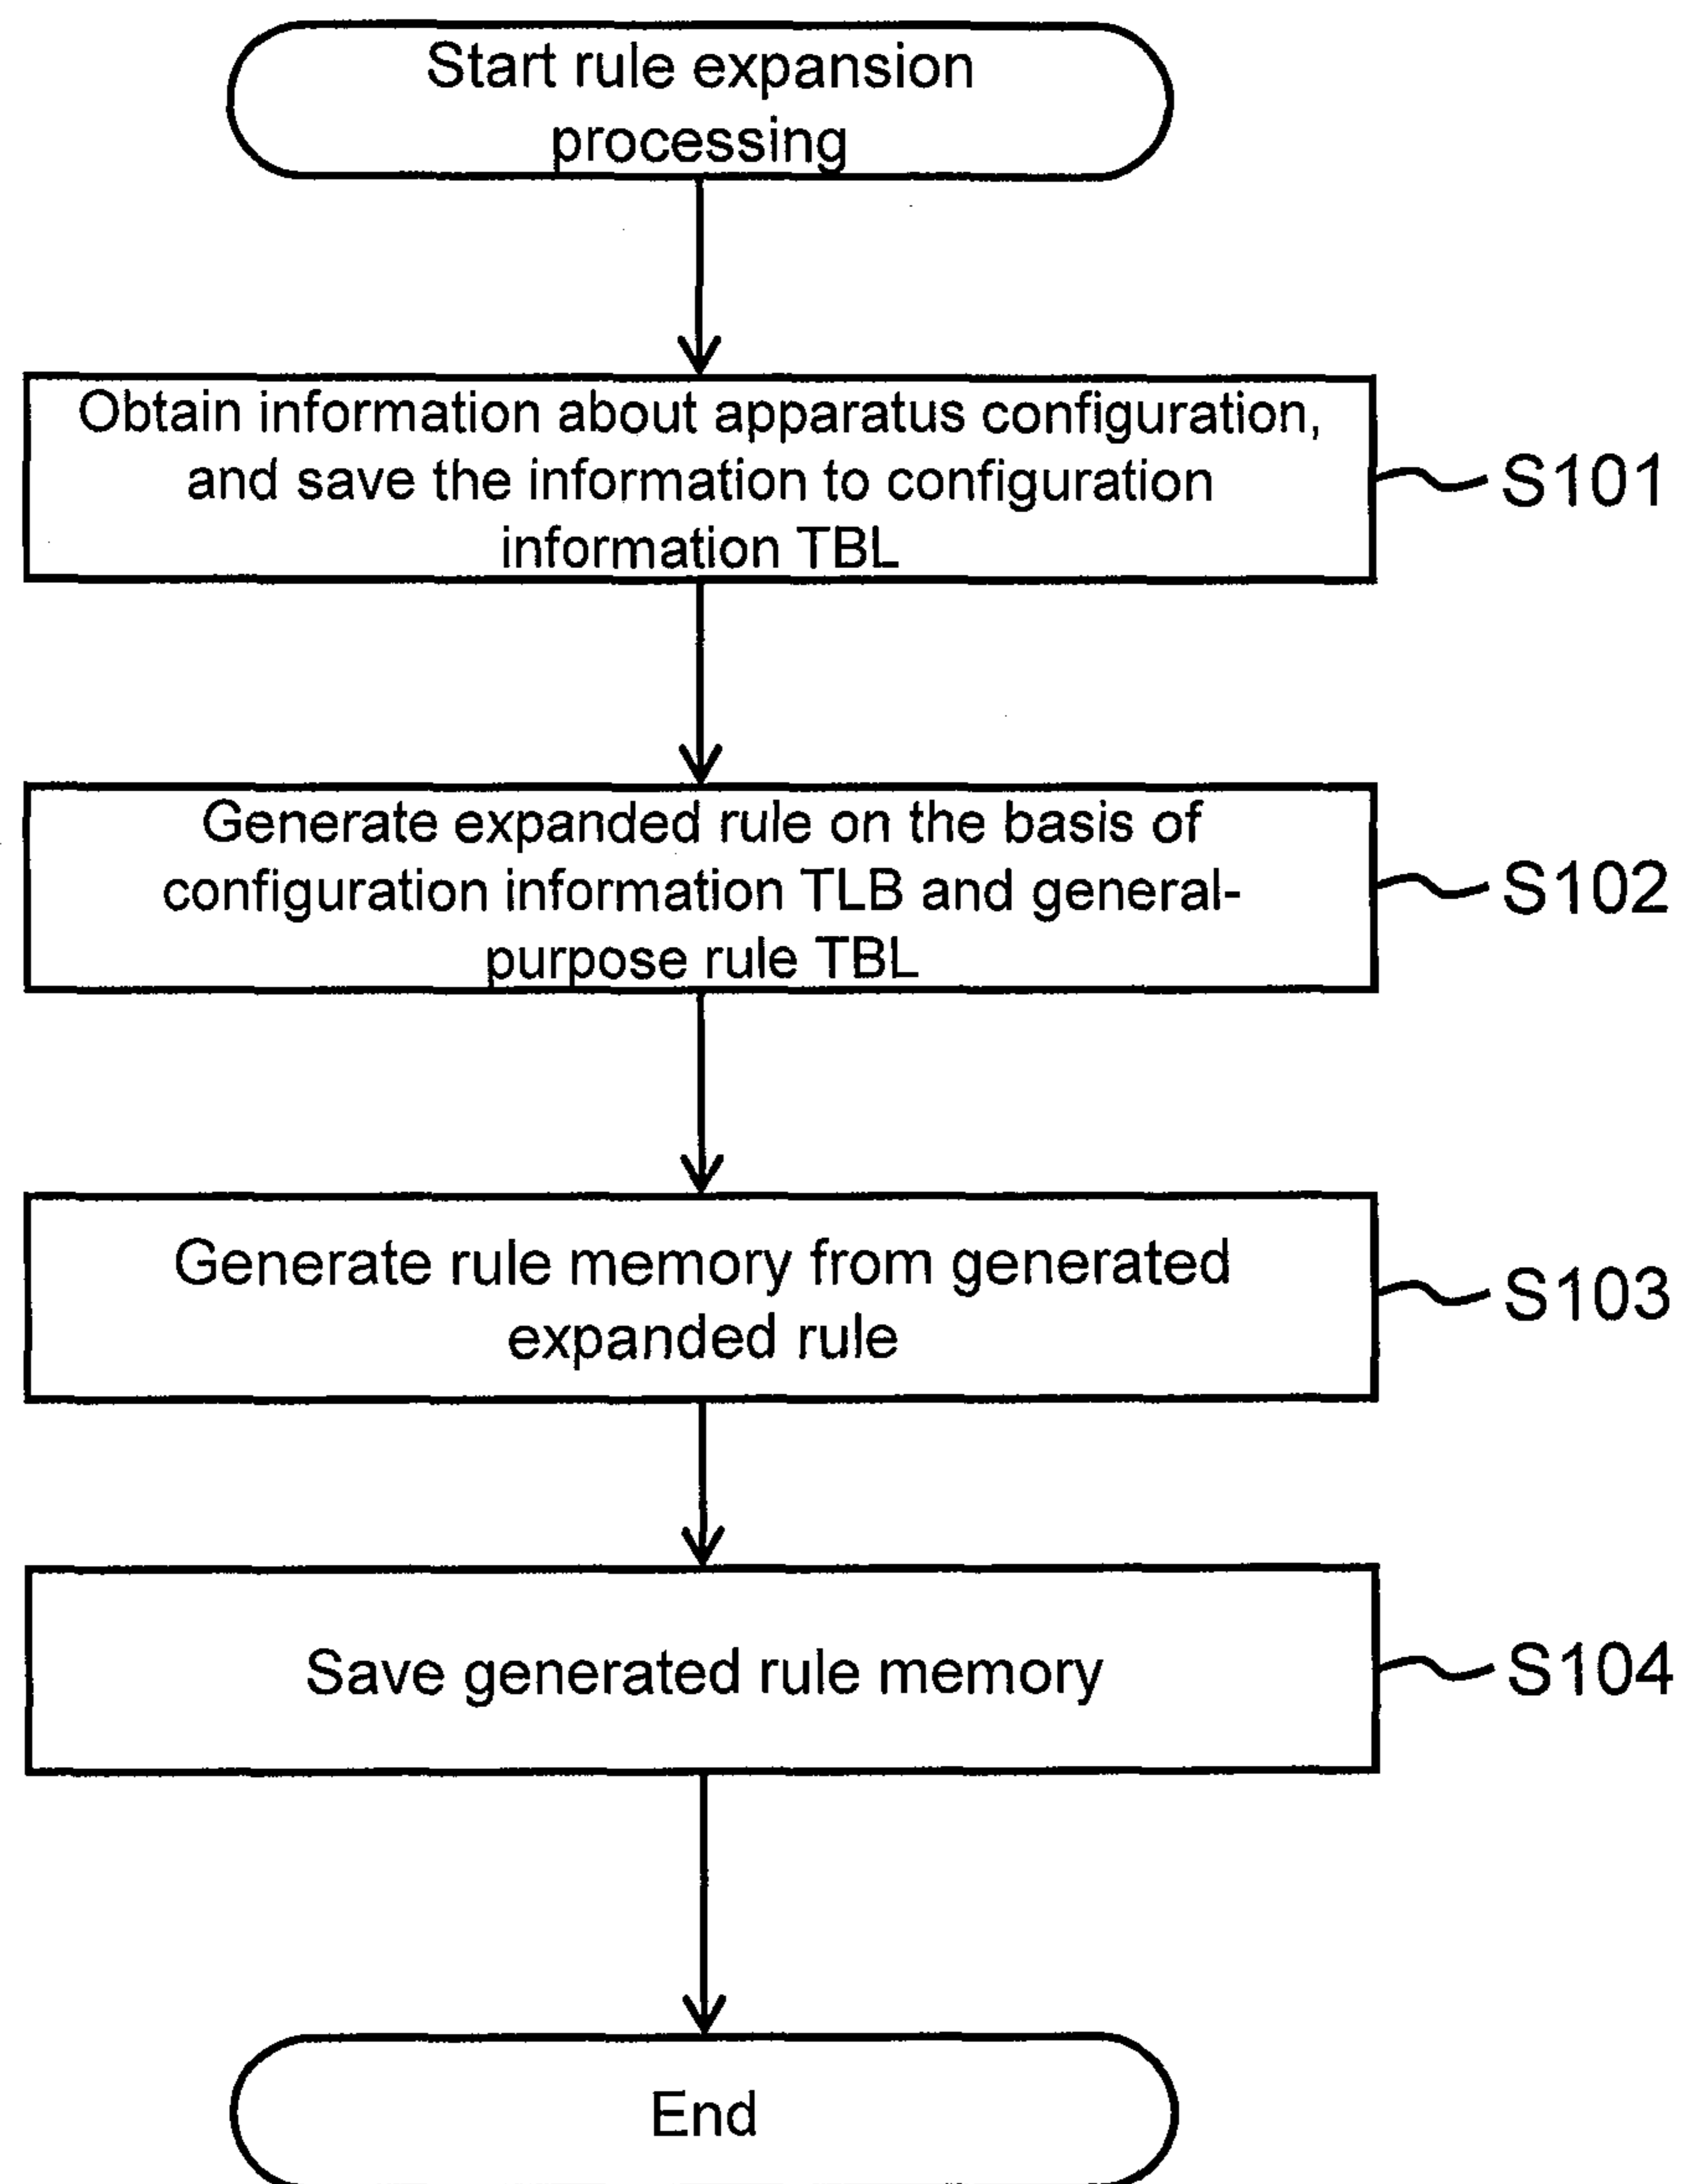 Start rule expansion
processing
Obtain information about apparatus configuration,
and save the information to configuration
information TBL
S101
Generate expanded rule on the basis of
configuration information TLB and general-
purpose rule TBL
S102
Generate rule memory from generated
expanded rule
S103
Save generated rule memory
S104
End